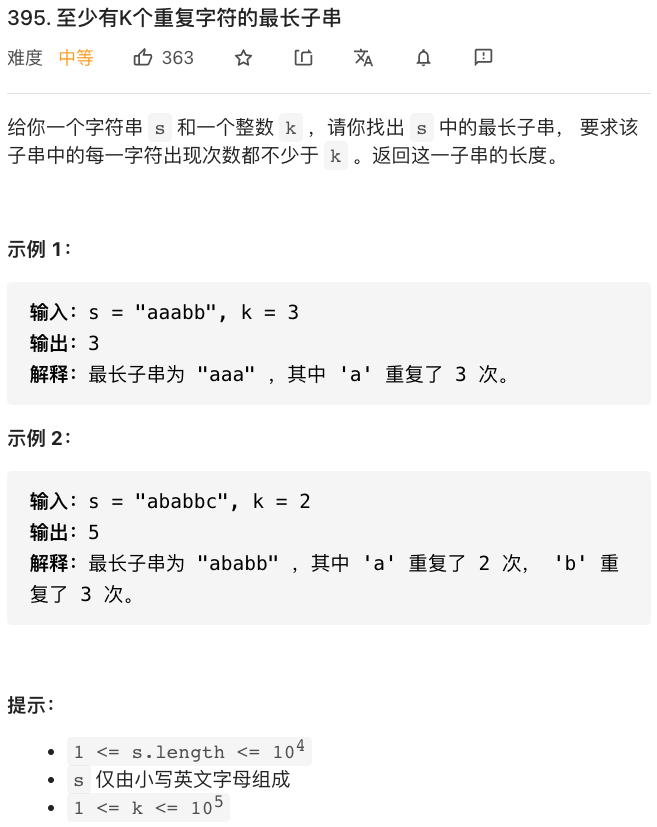 395. 至少有K个重复字符的最长子串
难度 中等 363
给你一个字符串 s 和一个整数 k ，请你找出 s 中的最长子串， 要求该
子串中的每一字符出现次数都不少于 k 。返回这一子串的长度。
示例 1：
输入：s = "aaabb", k = 3
输出：3
解释：最长子串为 "aaa" ，其中 'a' 重复了 3 次。
示例 2：
输入：s = "ababbc", k = 2
输出：5
解释：最长子串为 "ababb" ，其中 'a' 重复了 2 次， 'b' 重
复了 3 次。
提示：
1 <= s.length <= 10⁴
s 仅由小写英文字母组成
1 <= k <= 10⁵